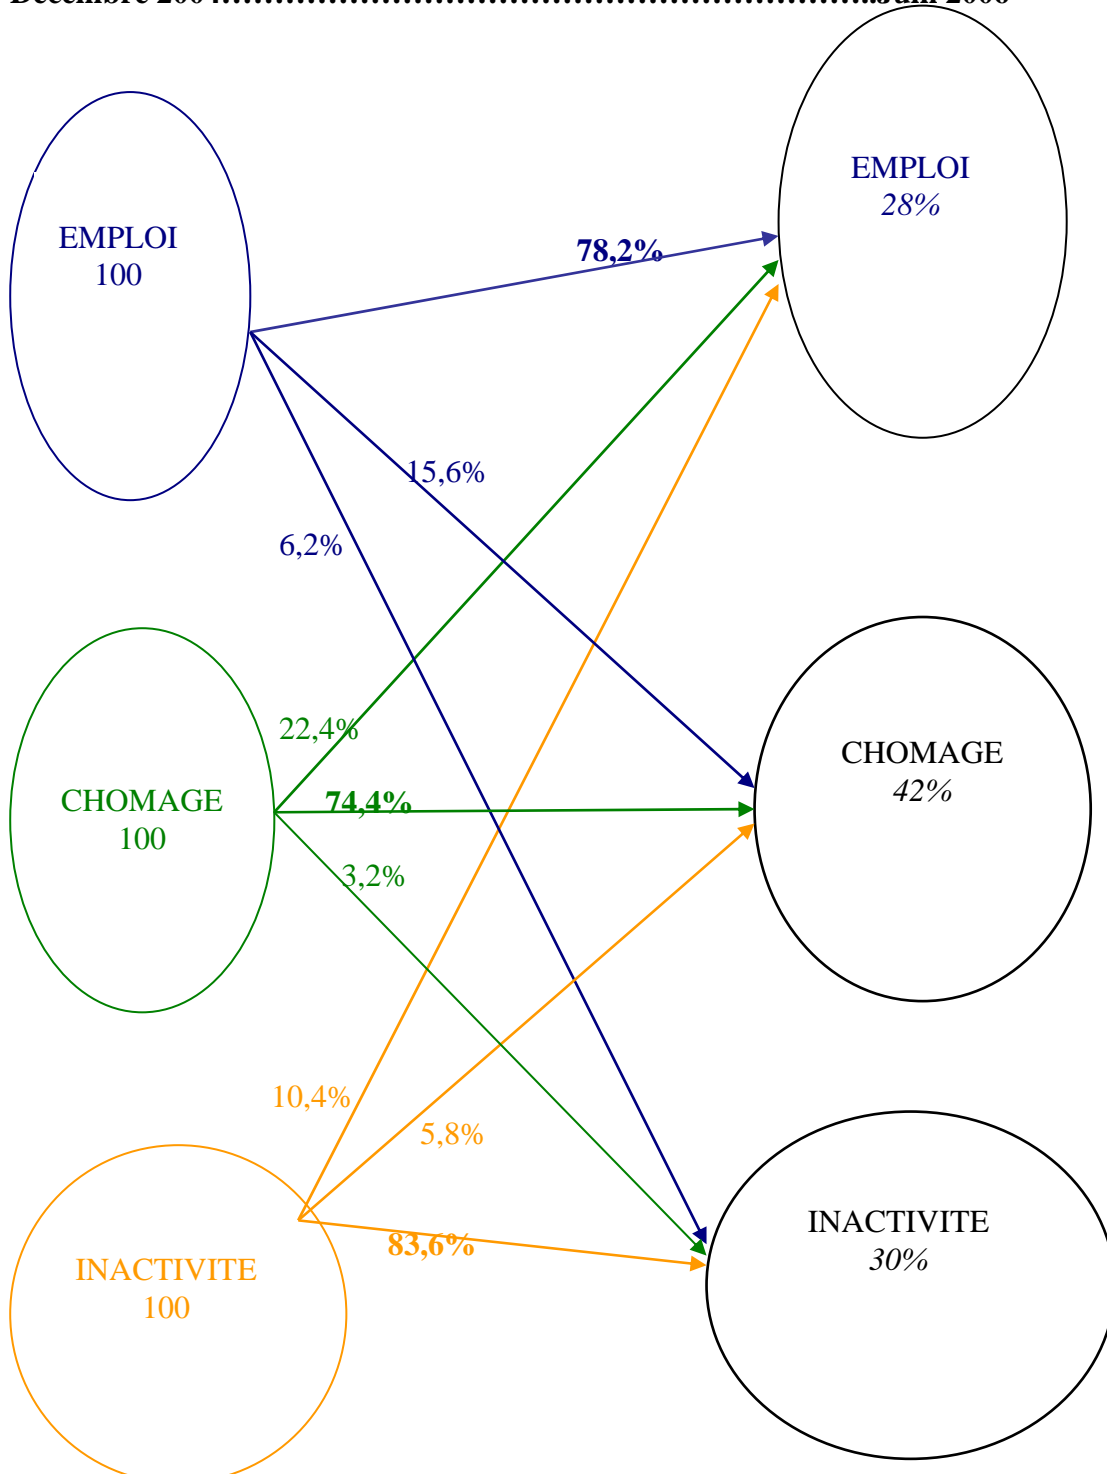 EMPLOI
28%
EMPLOI
100
78,2%
15,6%
6,2%
22,4%
CHOMAGE
42%
CHOMAGE
100
74,4%
3,2%
10,4%
5,8%
INACTIVITE
30%
83,6%
INACTIVITE
100